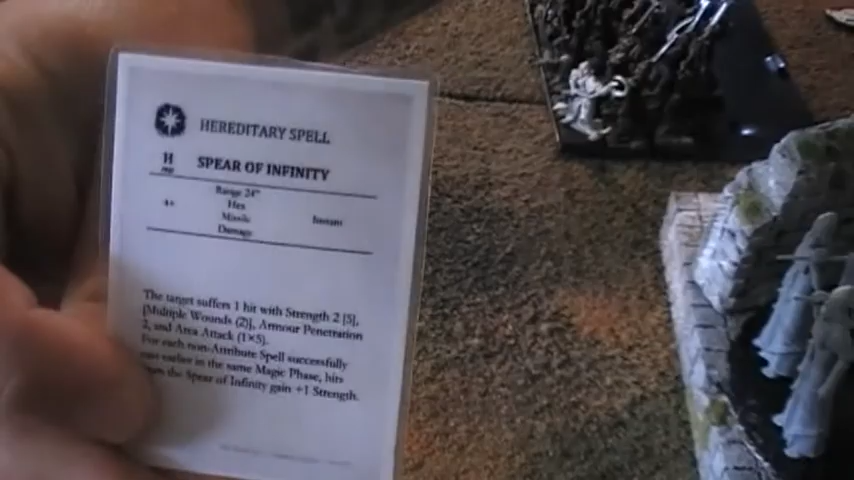 HEREDITARY SPELL
H SPEAR OF INFINITY
Range 24"
Hex
4+ Missile Instant
Damage
The target suffers 1 hit with Strength 2 [5],
[Multiple Wounds (2)], Armour Penetration
2, and Area Attack (1×5).
For each non-Attribute Spell successfully
cast earlier in the same Magic Phase, hits
from the Spear of Infinity gain +1 Strength.